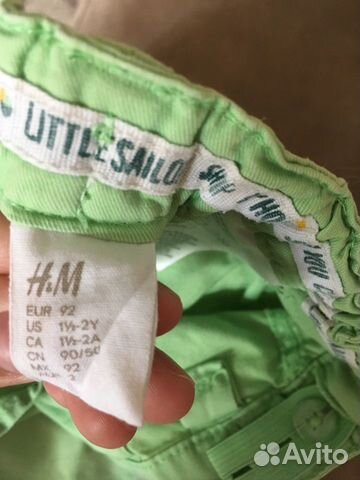 LITTLE SAILO
H&M
EUR 92
US 1½-2Y
CA 1½-2A
CN 90/50
MX 92
Avito